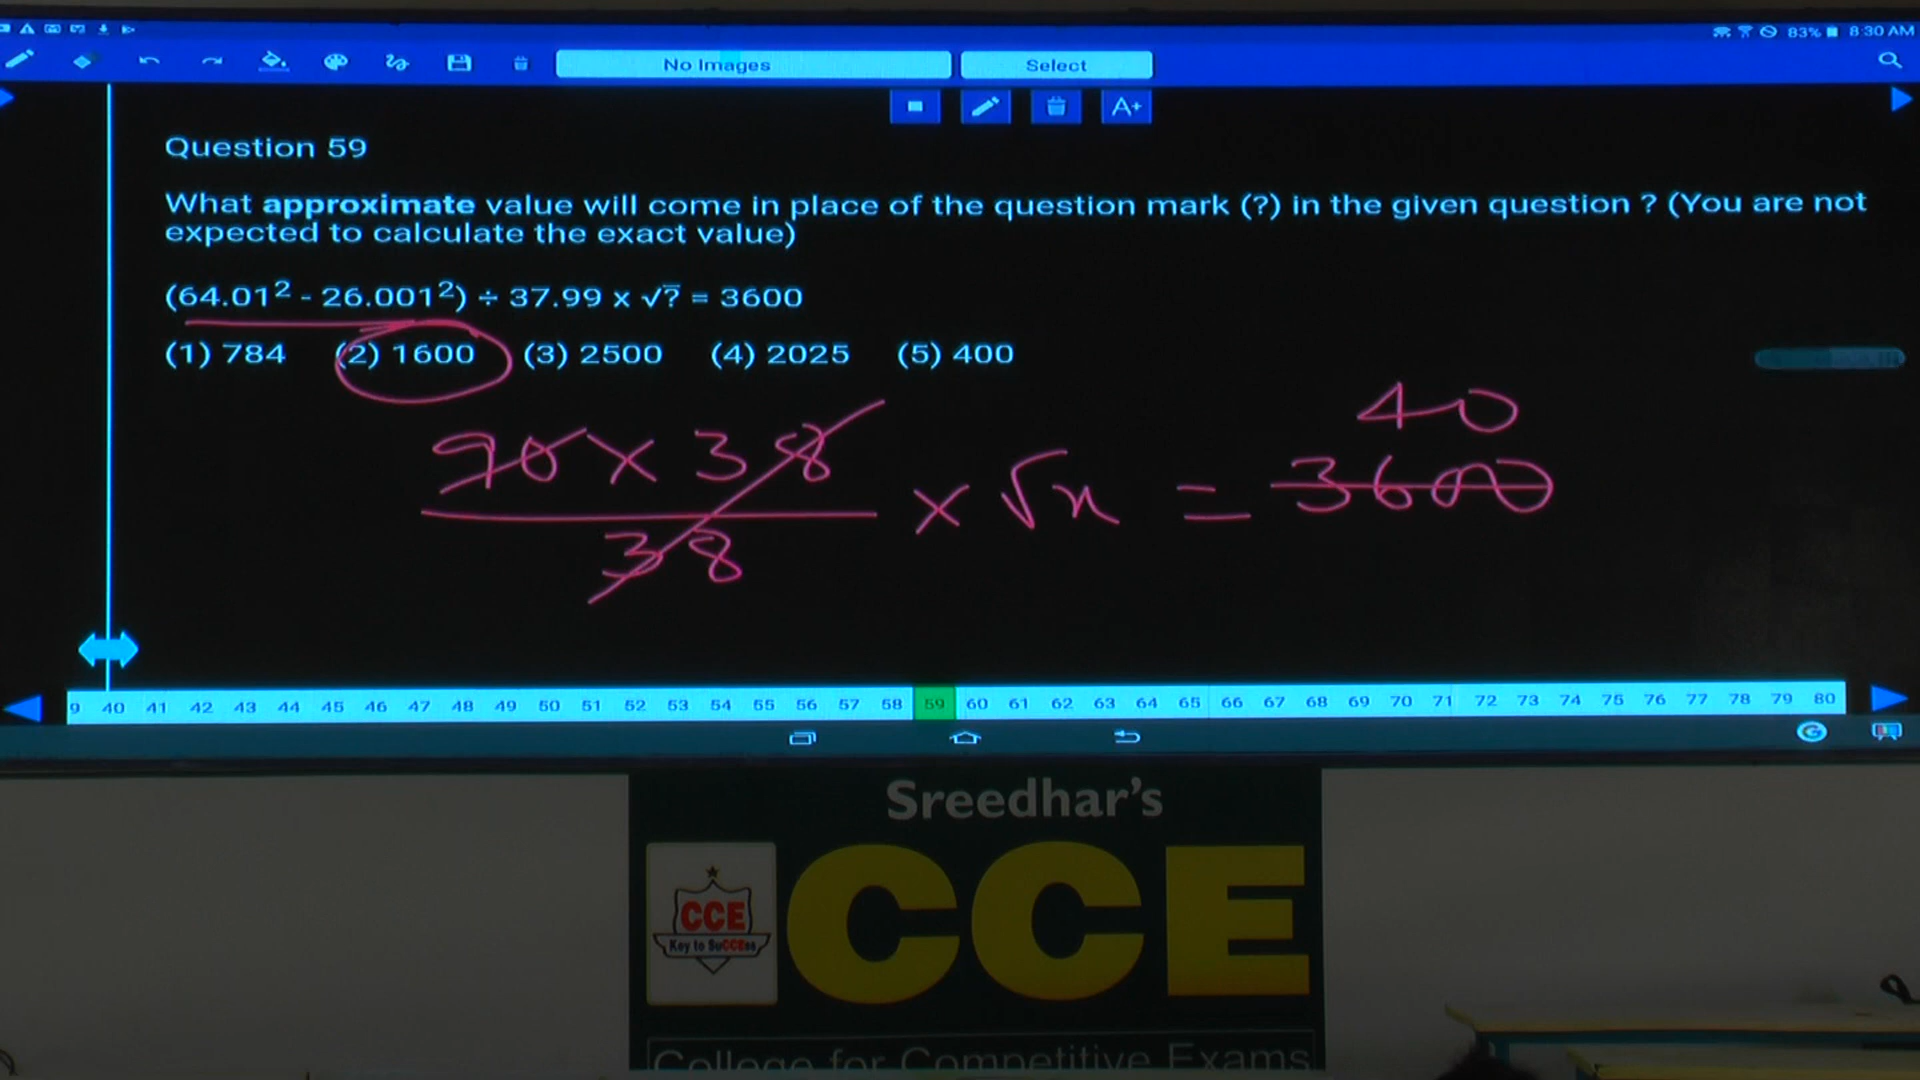 83% 8:30 AM
No Images Select
A+
Question 59
What approximate value will come in place of the question mark (?) in the given question ? (You are not
expected to calculate the exact value)
(64.01² - 26.001²) ÷ 37.99 x √? = 3600
(1) 784 (2) 1600 (3) 2500 (4) 2025 (5) 400
40
90 × 38
× √x = 3600
38
9 40 41 42 43 44 45 46 47 48 49 50 51 52 53 54 55 56 57 58 59 60 61 62 63 64 65 66 67 68 69 70 71 72 73 74 75 76 77 78 79 80
Sreedhar's
CCE
Key to SuCCEss
CCE
College for Competitive Exams